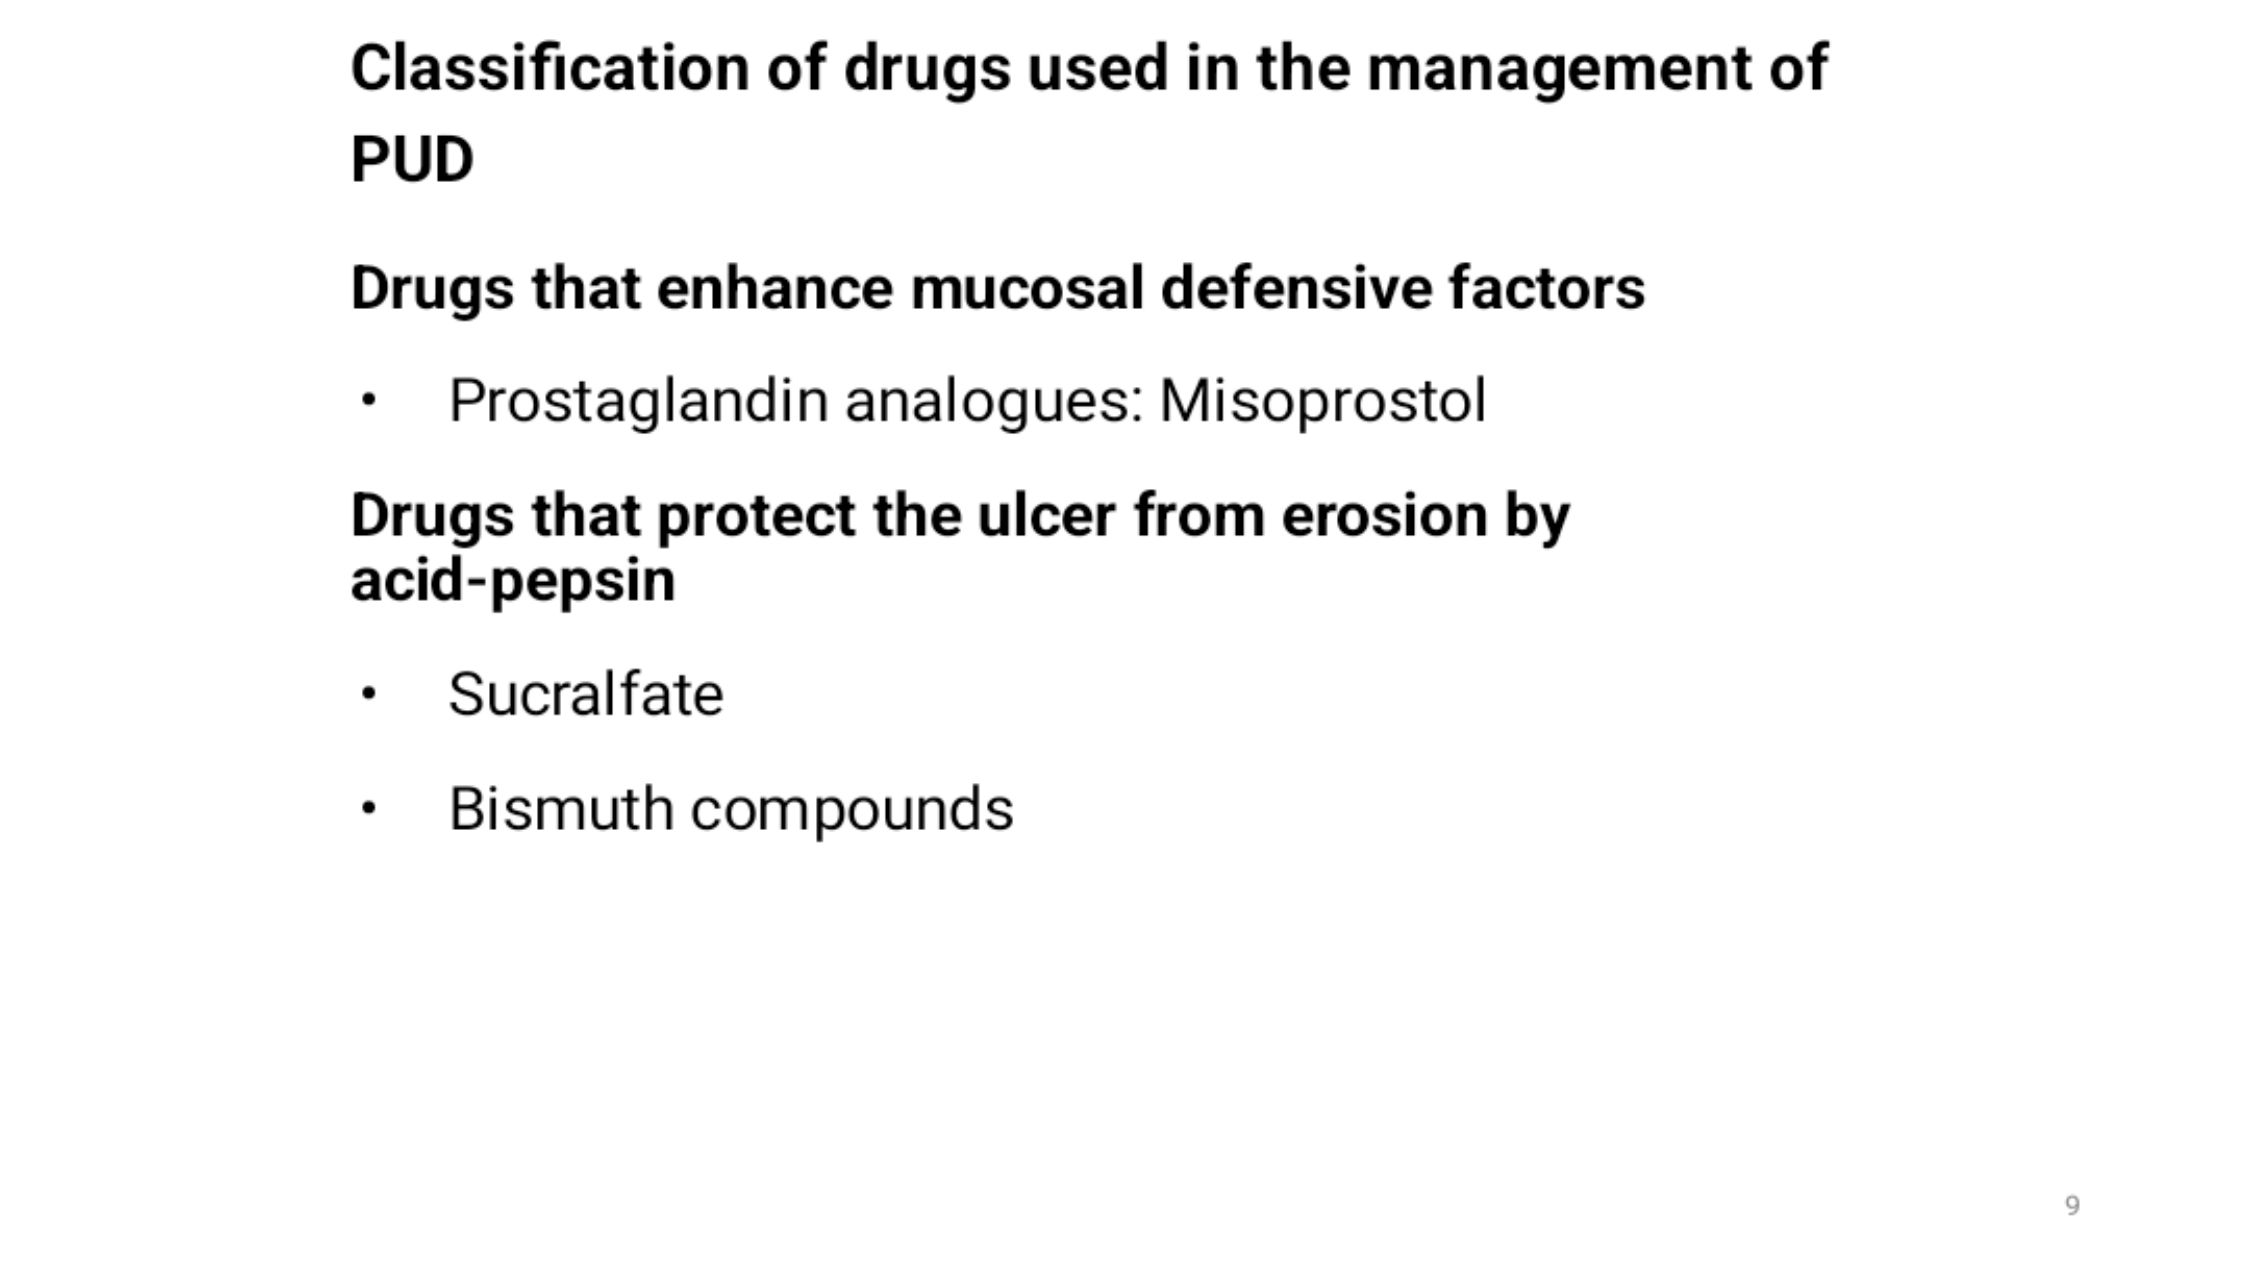 Classification of drugs used in the management of
PUD
Drugs that enhance mucosal defensive factors
• Prostaglandin analogues: Misoprostol
Drugs that protect the ulcer from erosion by
acid-pepsin
• Sucralfate
• Bismuth compounds
9